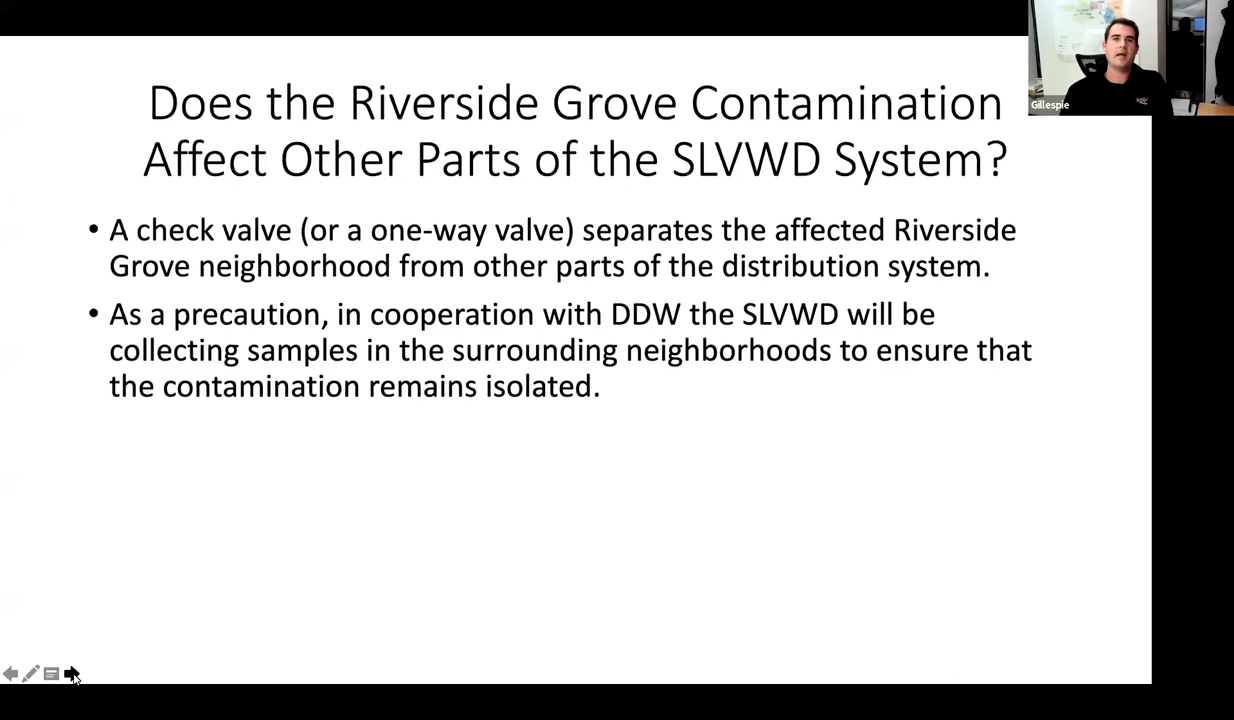 Does the Riverside Grove Contamination
Affect Other Parts of the SLVWD System?
• A check valve (or a one-way valve) separates the affected Riverside
Grove neighborhood from other parts of the distribution system.
• As a precaution, in cooperation with DDW the SLVWD will be
collecting samples in the surrounding neighborhoods to ensure that
the contamination remains isolated.
Gillespie